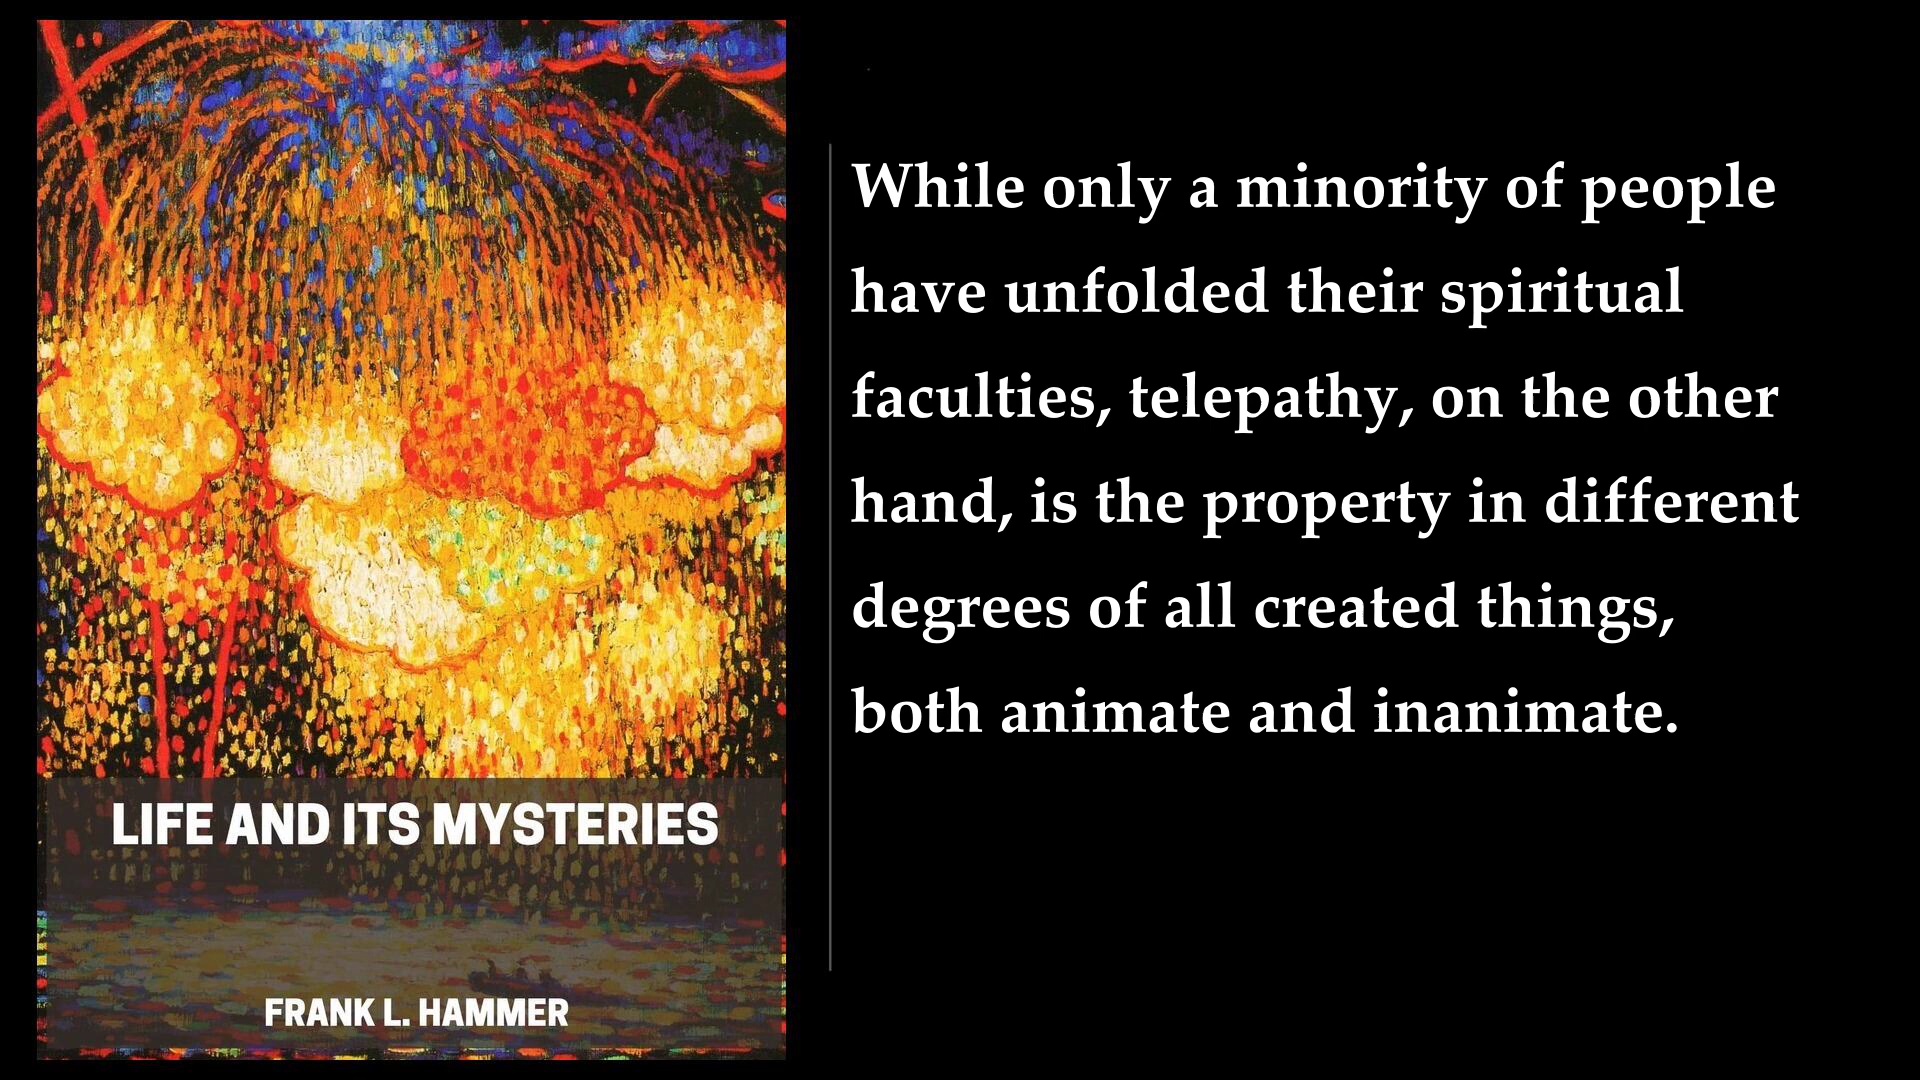 LIFE AND ITS MYSTERIES
FRANK L. HAMMER
While only a minority of people
have unfolded their spiritual
faculties, telepathy, on the other
hand, is the property in different
degrees of all created things,
both animate and inanimate.